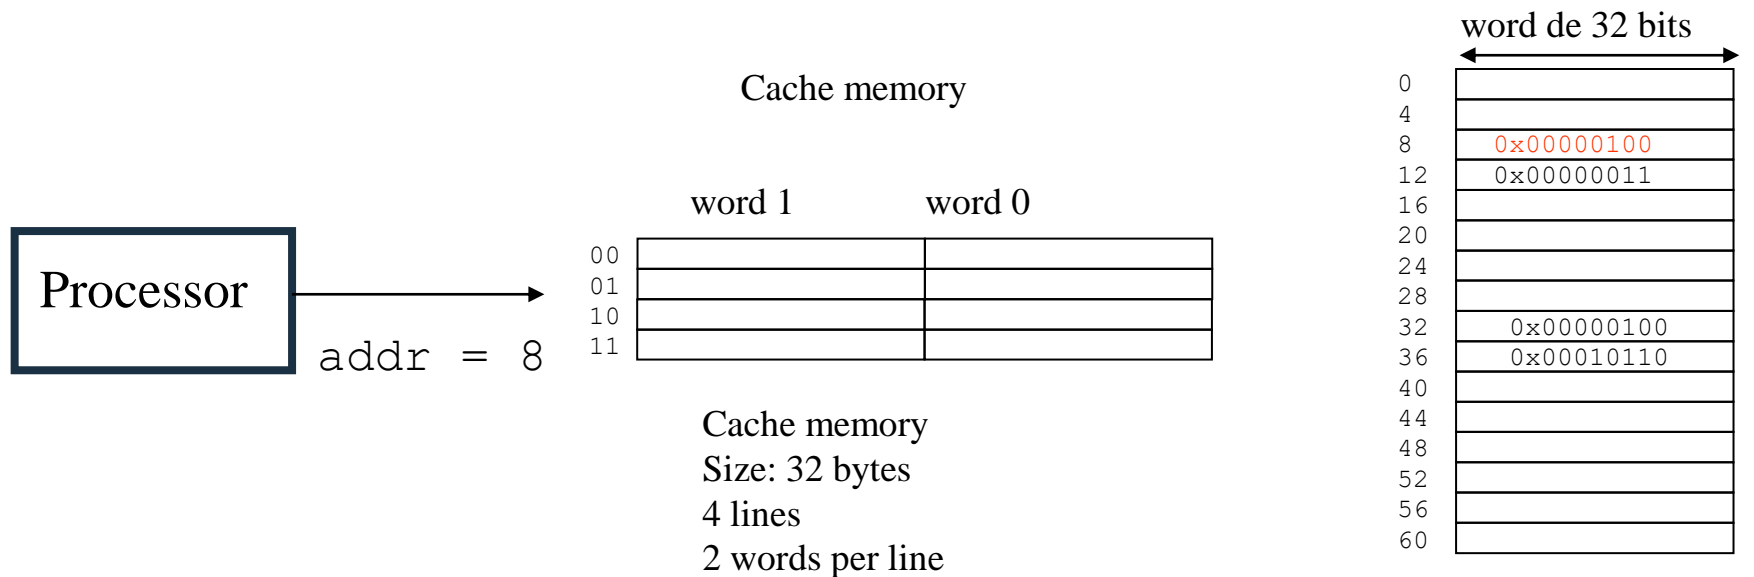 Cache memory
word 1 word 0
00
01
10
11
Processor
addr = 8
Cache memory
Size: 32 bytes
4 lines
2 words per line
word de 32 bits
0
4
8 0x00000100
12 0x00000011
16
20
24
28
32 0x00000100
36 0x00010110
40
44
48
52
56
60